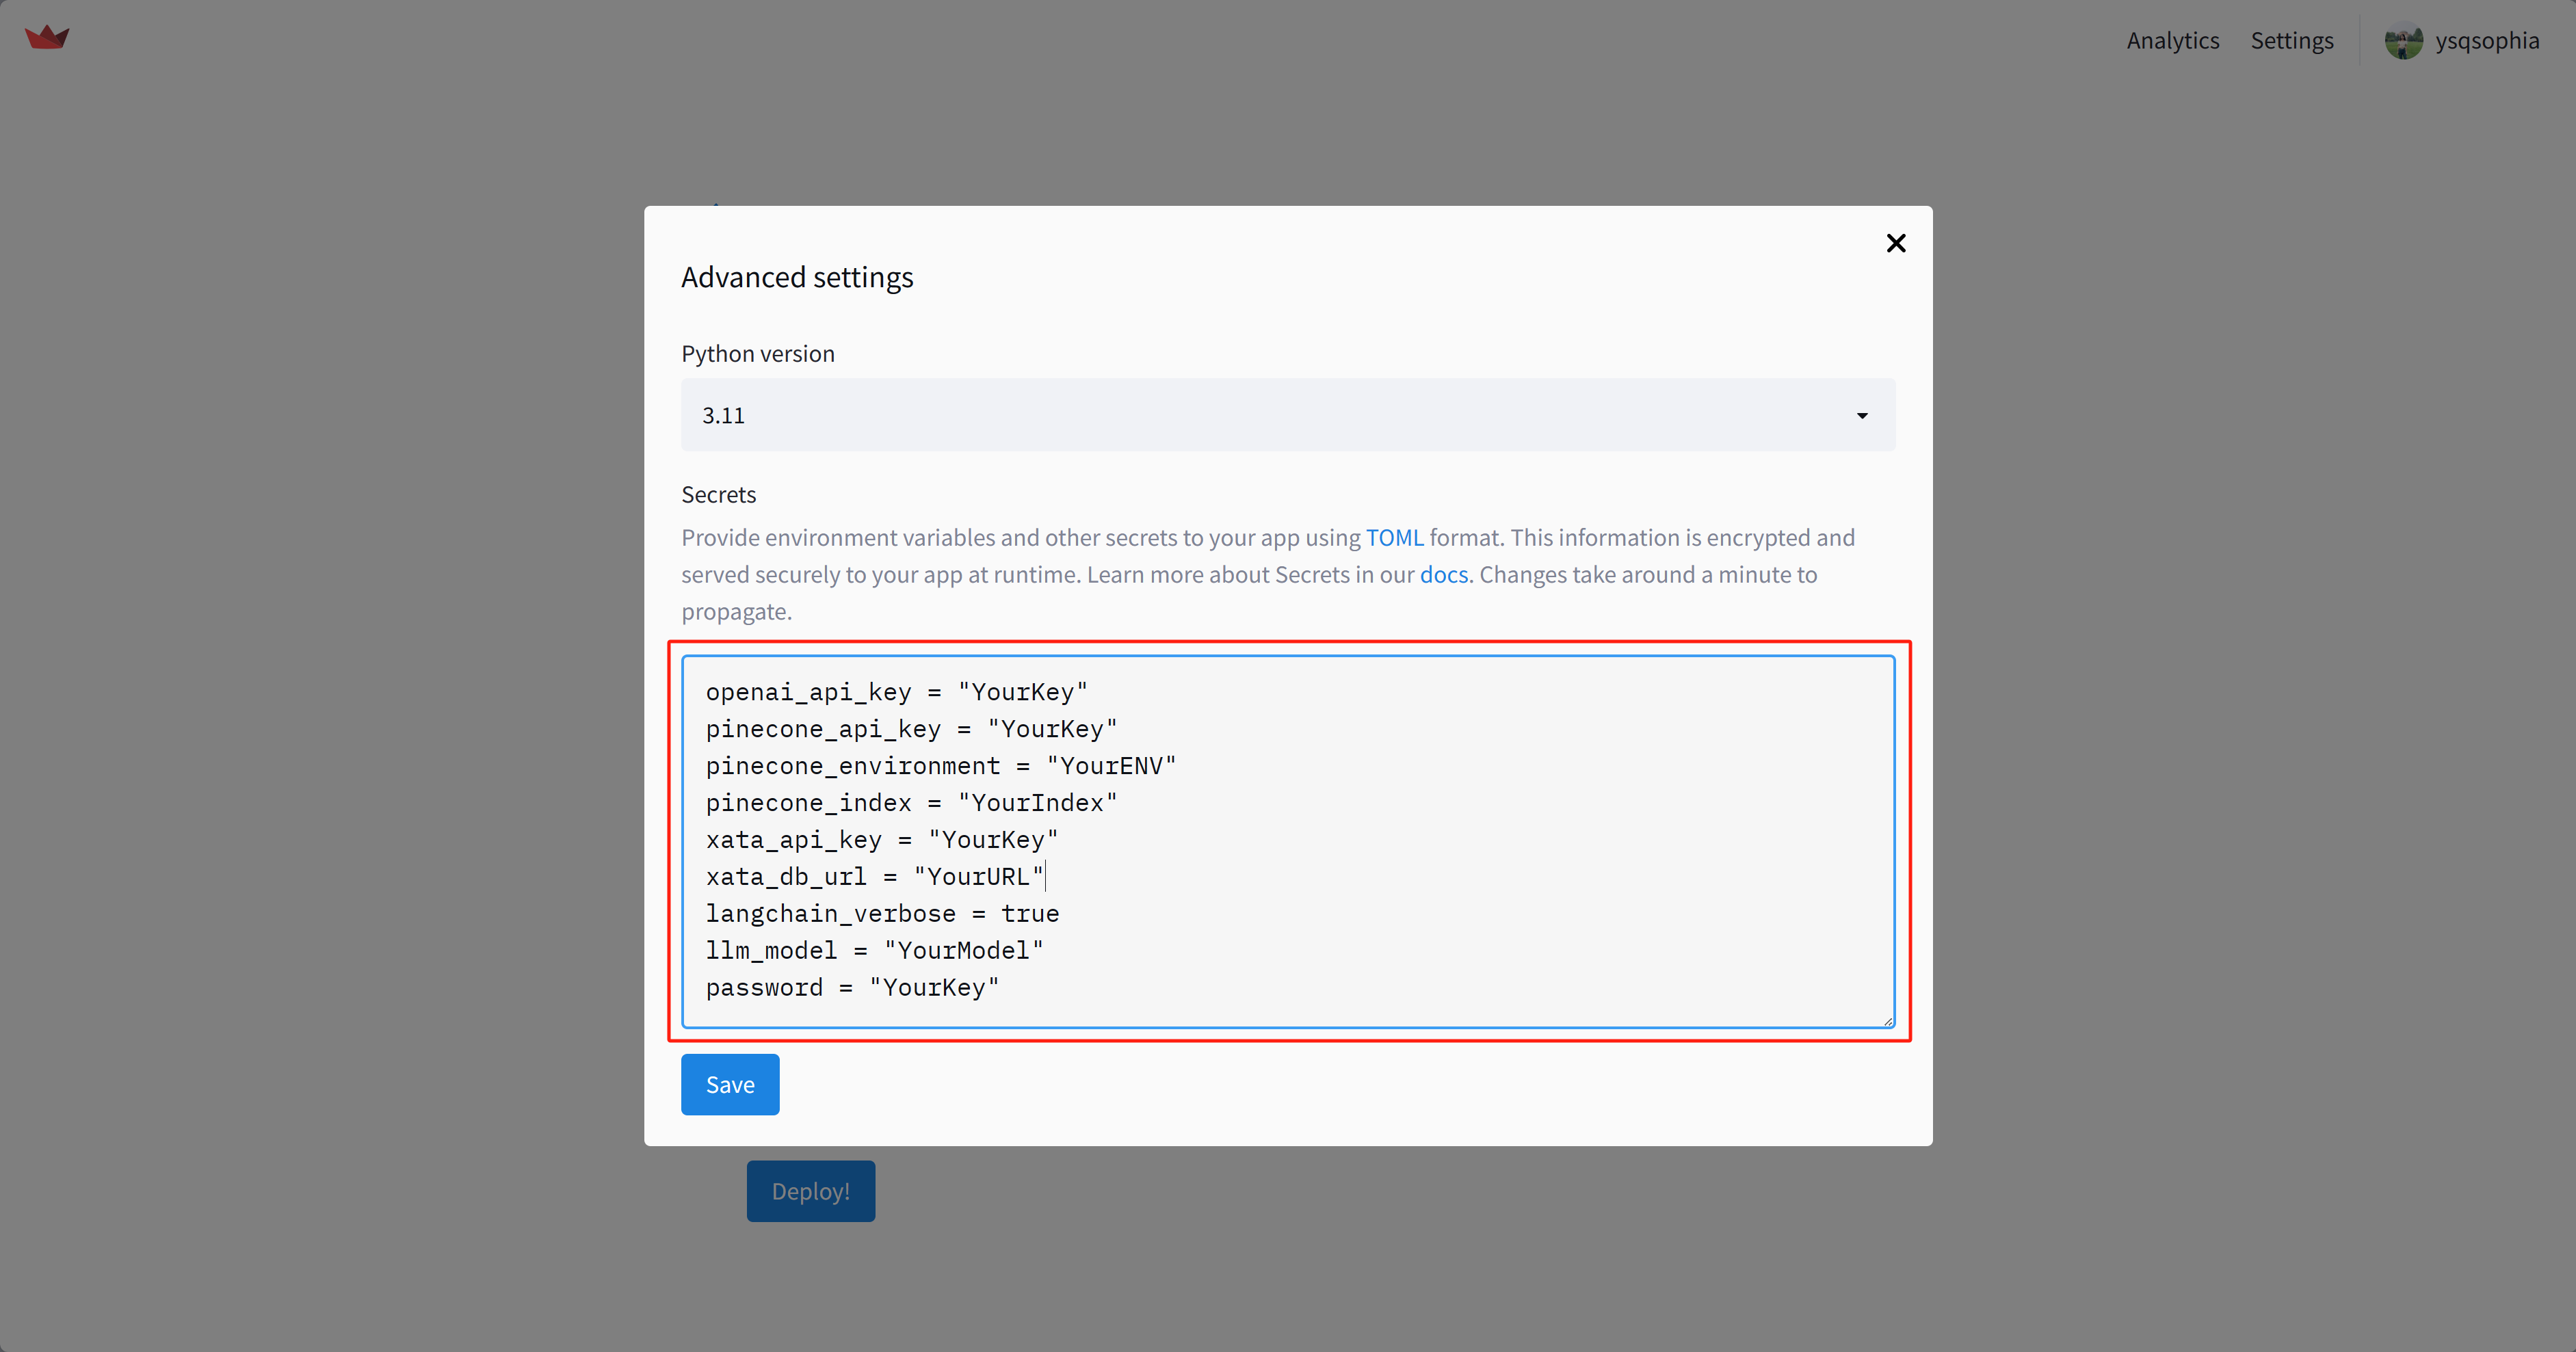 Analytics Settings ysqsophia
Advanced settings
Python version
3.11
Secrets
Provide environment variables and other secrets to your app using TOML format. This information is encrypted and
served securely to your app at runtime. Learn more about Secrets in our docs. Changes take around a minute to
propagate.
openai_api_key = "YourKey"
pinecone_api_key = "YourKey"
pinecone_environment = "YourENV"
pinecone_index = "YourIndex"
xata_api_key = "YourKey"
xata_db_url = "YourURL"
langchain_verbose = true
llm_model = "YourModel"
password = "YourKey"
Save
Deploy!